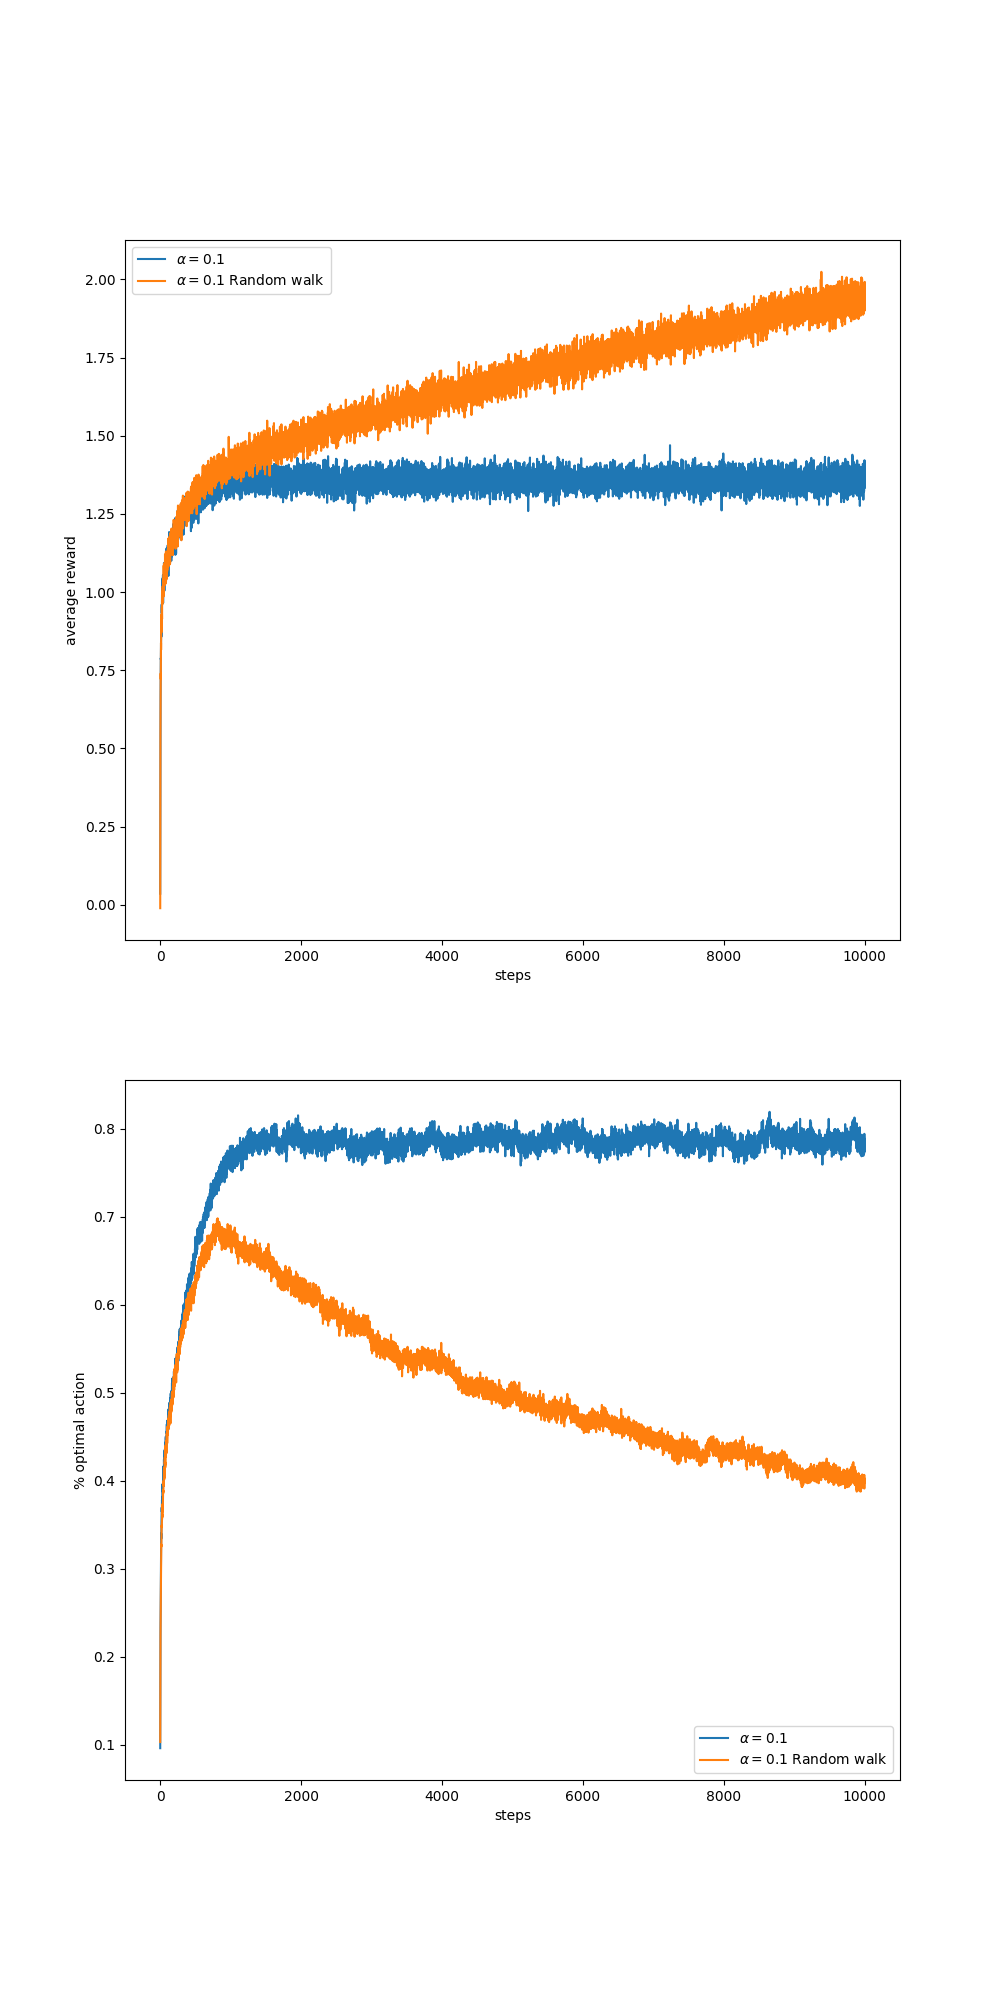 α = 0.1
α = 0.1 Random walk
2.00
1.75
1.50
1.25
1.00
0.75
0.50
0.25
0.00
average reward
0 2000 4000 6000 8000 10000
steps
0.8
0.7
0.6
0.5
0.4
0.3
0.2
0.1
% optimal action
α = 0.1
α = 0.1 Random walk
0 2000 4000 6000 8000 10000
steps